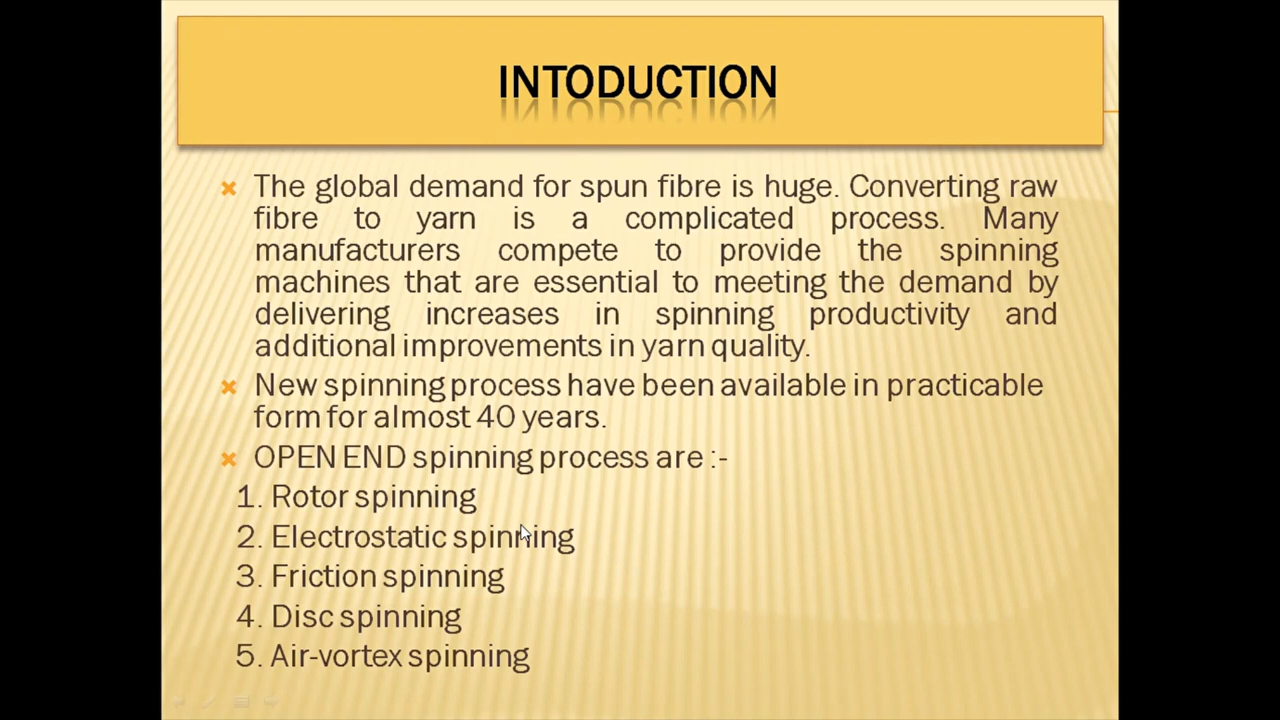 INTODUCTION
The global demand for spun fibre is huge. Converting raw
fibre to yarn is a complicated process. Many
manufacturers compete to provide the spinning
machines that are essential to meeting the demand by
delivering increases in spinning productivity and
additional improvements in yarn quality.
New spinning process have been available in practicable
form for almost 40 years.
OPEN END spinning process are :-
1. Rotor spinning
2. Electrostatic spinning
3. Friction spinning
4. Disc spinning
5. Air-vortex spinning